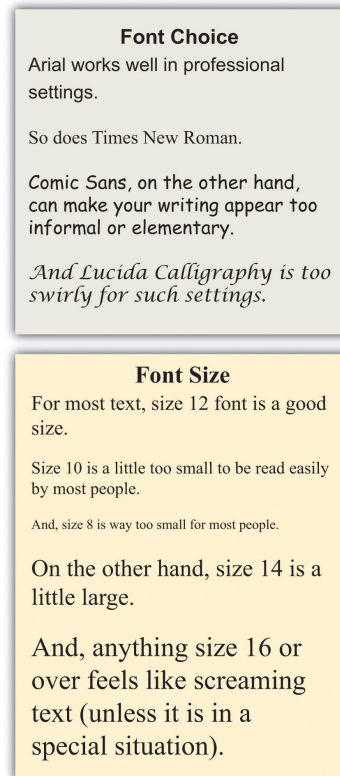 Font Choice
Arial works well in professional
settings.
So does Times New Roman.
Comic Sans, on the other hand,
can make your writing appear too
informal or elementary.
And Lucida Calligraphy is too
swirly for such settings.
Font Size
For most text, size 12 font is a good
size.
Size 10 is a little too small to be read easily
by most people.
And, size 8 is way too small for most people.
On the other hand, size 14 is a
little large.
And, anything size 16 or
over feels like screaming
text (unless it is in a
special situation).